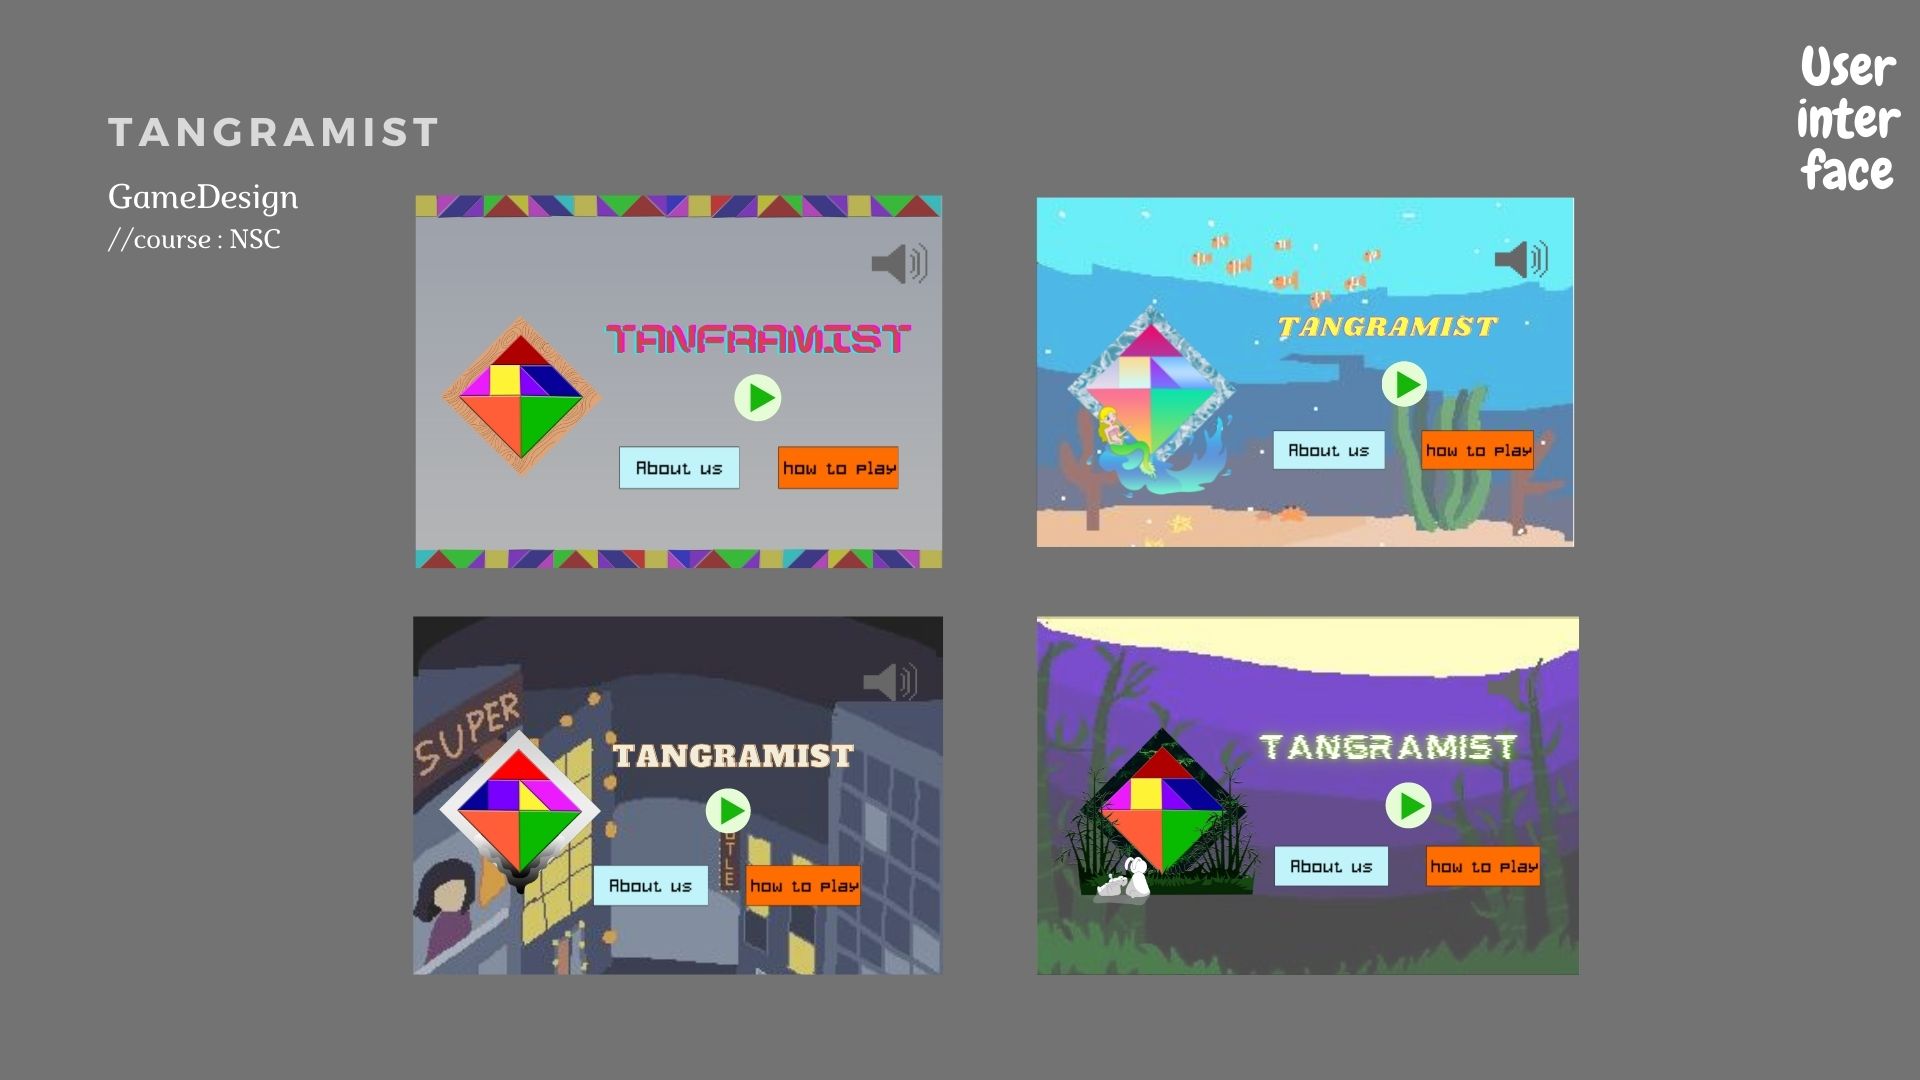 TANGRAMIST
GameDesign
//course : NSC
User
inter
face
TANFRAMIST
About us
how to play
TANGRAMIST
About us
how to play
SUPER
TANGRAMIST
About us
how to play
TANGRAMIST
About us
how to play